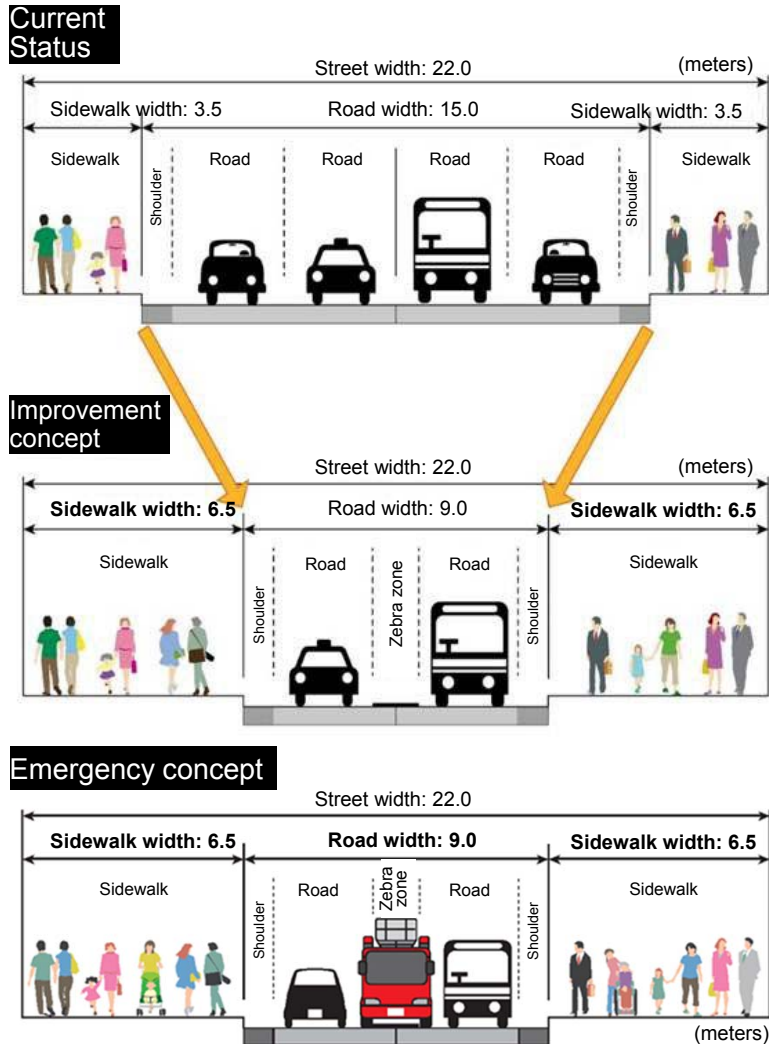 Current
Status
Street width: 22.0
(meters)
Sidewalk width: 3.5
Road width: 15.0
Sidewalk width: 3.5
Sidewalk
Shoulder
Road
Road
Road
Road
Shoulder
Sidewalk
Improvement
concept
Street width: 22.0
(meters)
Sidewalk width: 6.5
Road width: 9.0
Sidewalk width: 6.5
Sidewalk
Shoulder
Road
Zebra zone
Road
Shoulder
Sidewalk
Emergency concept
Street width: 22.0
Sidewalk width: 6.5
Road width: 9.0
Sidewalk width: 6.5
Sidewalk
Shoulder
Road
Zebra
zone
Road
Shoulder
Sidewalk
(meters)